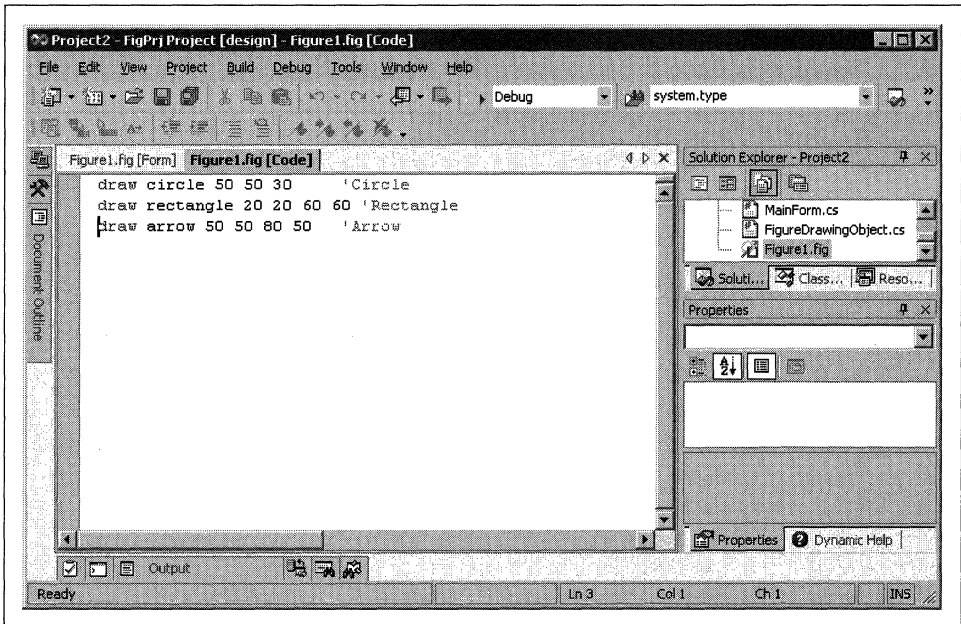 Project2 - FigPrj Project [design] - Figure1.fig [Code]
File Edit View Project Build Debug Tools Window Help
Debug system.type
Figure1.fig [Form] Figure1.fig [Code]
draw circle 50 50 30 'Circle
draw rectangle 20 20 60 60 'Rectangle
draw arrow 50 50 80 50 'Arrow
Document Outline
Solution Explorer - Project2
MainForm.cs
FigureDrawingObject.cs
Figure1.fig
Soluti... Class... Reso...
Properties
Properties Dynamic Help
Output
Ready Ln 3 Col 1 Ch 1 INS